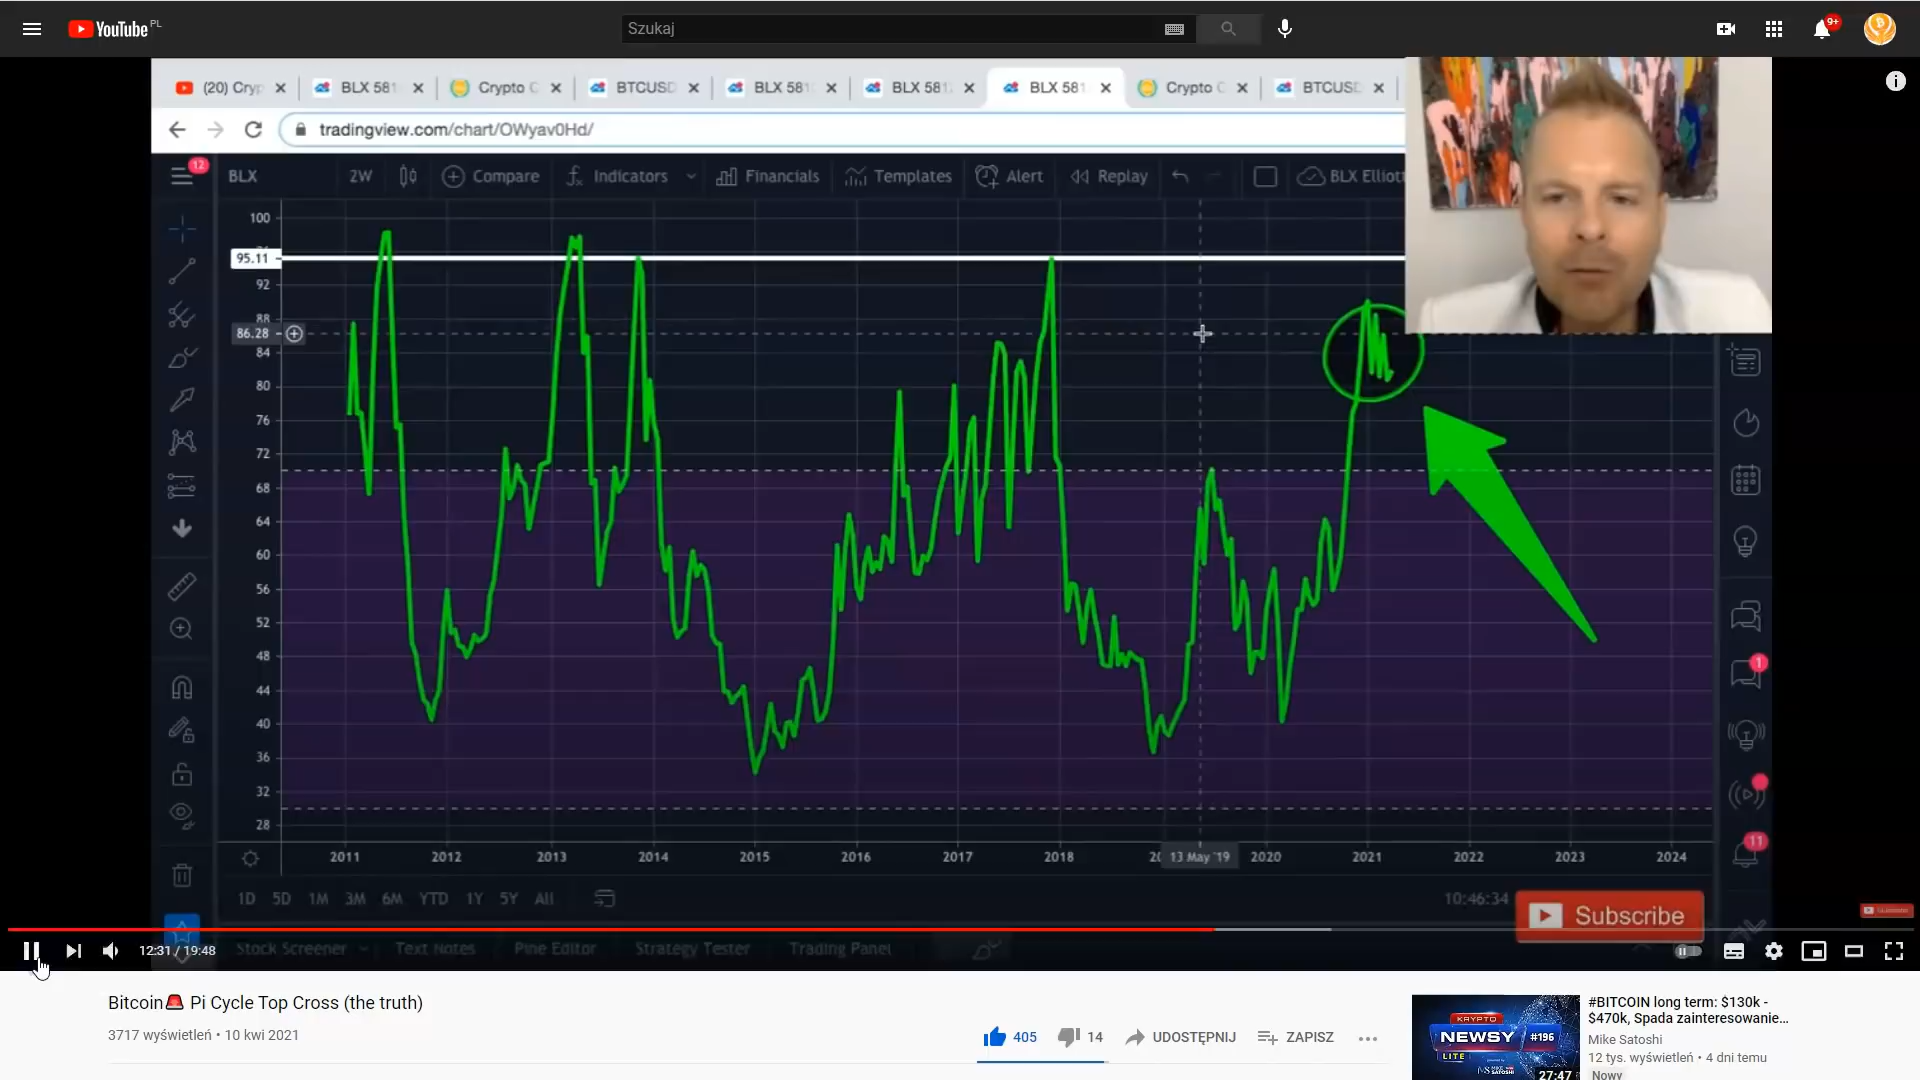 YouTube PL
Szukaj
9+
(20) Cryp
BLX 581
Crypto C
BTCUSD
BLX 581
BLX 581
BLX 581
Crypto C
BTCUSD
tradingview.com/chart/OWyav0Hd/
12
BLX
2W
Compare
Indicators
Financials
Templates
Alert
Replay
BLX Elliott
100
95.11
92
88
86.28
84
80
76
72
68
64
60
56
52
48
44
40
36
32
28
1
11
2011
2012
2013
2014
2015
2016
2017
2018
13 May '19
2020
2021
2022
2023
2024
1D 5D 1M 3M 6M YTD 1Y 5Y All
10:46:34
Subscribe
12:31 / 19:48
Stock Screener
Text Notes
Pine Editor
Strategy Tester
Trading Panel
Bitcoin🚨 Pi Cycle Top Cross (the truth)
3717 wyświetleń • 10 kwi 2021
405
14
UDOSTĘPNIJ
ZAPISZ
KRYPTO
NEWSY
#196
LITE
27:47
#BITCOIN long term: $130k -
$470k, Spada zainteresowanie...
Mike Satoshi
12 tys. wyświetleń • 4 dni temu
Nowy